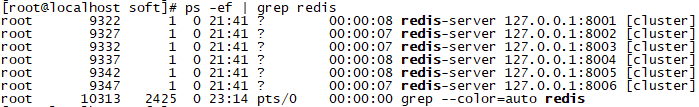 [root@localhost soft]# ps -ef | grep redis
root 9322 1 0 21:41 ? 00:00:08 redis-server 127.0.0.1:8001 [cluster]
root 9327 1 0 21:41 ? 00:00:07 redis-server 127.0.0.1:8002 [cluster]
root 9332 1 0 21:41 ? 00:00:07 redis-server 127.0.0.1:8003 [cluster]
root 9337 1 0 21:41 ? 00:00:08 redis-server 127.0.0.1:8004 [cluster]
root 9342 1 0 21:41 ? 00:00:08 redis-server 127.0.0.1:8005 [cluster]
root 9347 1 0 21:41 ? 00:00:07 redis-server 127.0.0.1:8006 [cluster]
root 10313 2425 0 23:14 pts/0 00:00:00 grep --color=auto redis